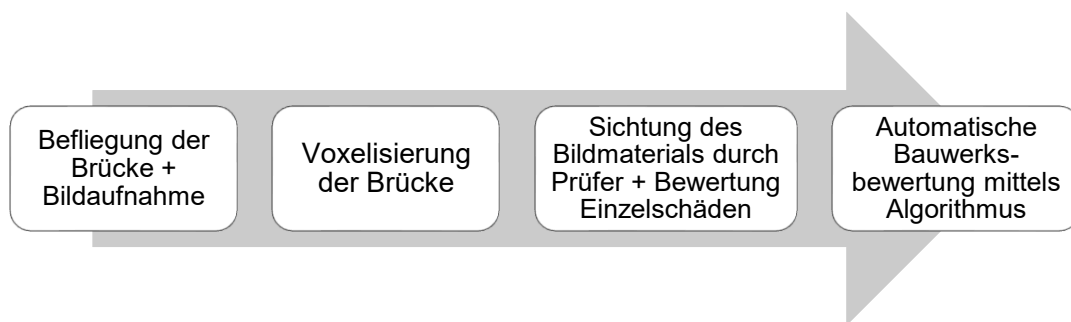 Befliegung der
Brücke +
Bildaufnahme
Voxelisierung
der Brücke
Sichtung des
Bildmaterials durch
Prüfer + Bewertung
Einzelschäden
Automatische
Bauwerks-
bewertung mittels
Algorithmus